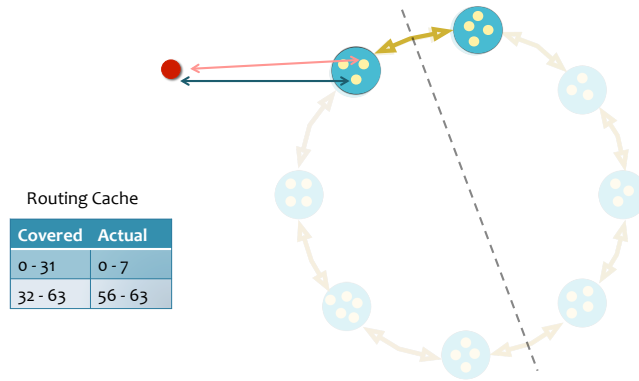 Routing Cache
Covered Actual
0 - 31 0 - 7
32 - 63 56 - 63